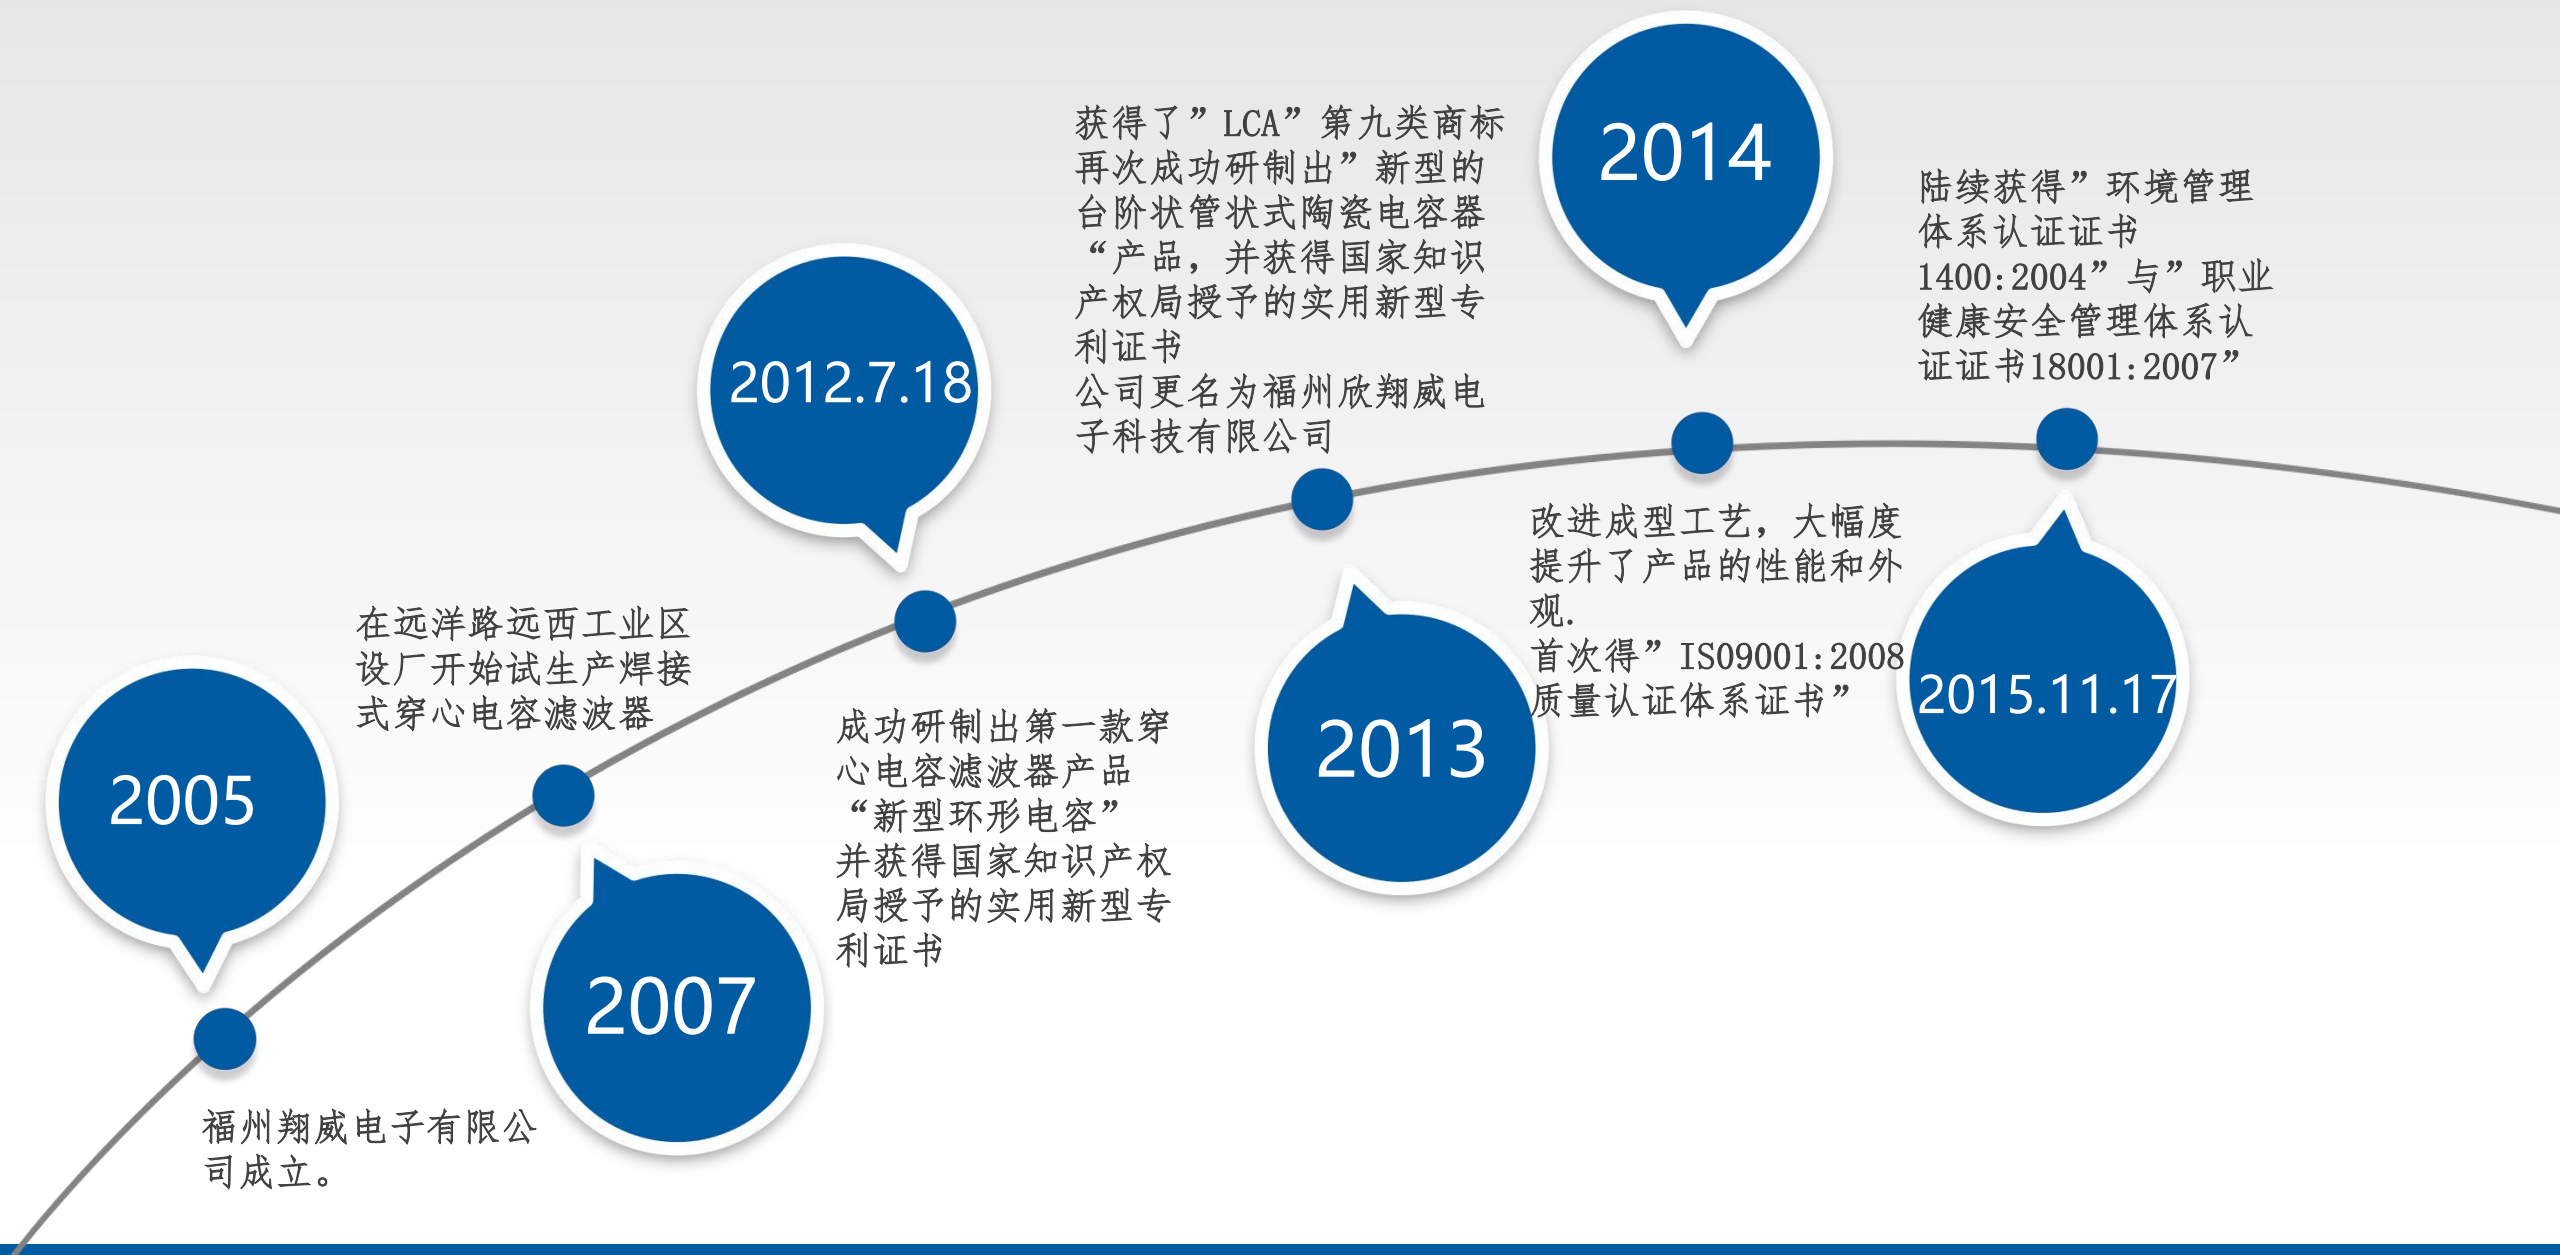 2005
福州翔威电子有限公
司成立。
在远洋路远西工业区
设厂开始试生产焊接
式穿心电容滤波器
2007
2012.7.18
成功研制出第一款穿
心电容滤波器产品
“新型环形电容”
并获得国家知识产权
局授予的实用新型专
利证书
获得了”LCA”第九类商标
再次成功研制出”新型的
台阶状管状式陶瓷电容器
“产品，并获得国家知识
产权局授予的实用新型专
利证书
公司更名为福州欣翔威电
子科技有限公司
2013
2014
改进成型工艺，大幅度
提升了产品的性能和外
观.
首次得”ISO9001:2008
质量认证体系证书”
陆续获得”环境管理
体系认证证书
1400:2004”与”职业
健康安全管理体系认
证证书18001:2007”
2015.11.17